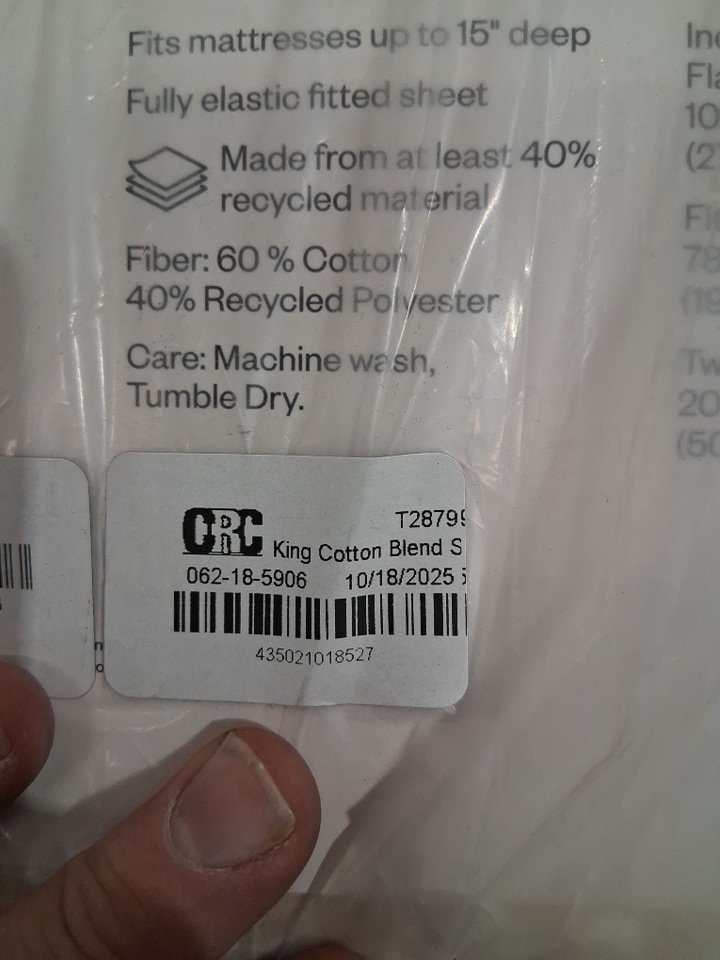 Fits mattresses up to 15" deep
Fully elastic fitted sheet
Made from at least 40%
recycled material
Fiber: 60 % Cotton
40% Recycled Polyester
Care: Machine wash,
Tumble Dry.
CRC
T28799
King Cotton Blend S
062-18-5906 10/18/2025
435021018527